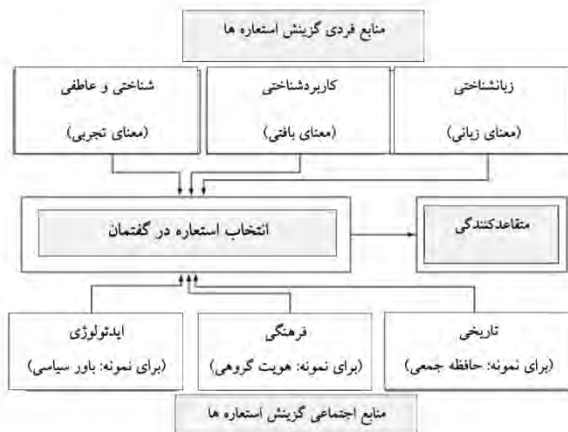 منابع فردی گزینش استعاره ها
زبانشناختی
(معنای زبانی)
کاربردشناختی
(معنای بافتی)
شناختی و عاطفی
(معنای تجربی)
انتخاب استعاره در گفتمان
متقاعدکنندگی
تاریخی
(برای نمونه: حافظه جمعی)
فرهنگی
(برای نمونه: هویت گروهی)
ایدئولوژی
(برای نمونه: باور سیاسی)
منابع اجتماعی گزینش استعاره ها